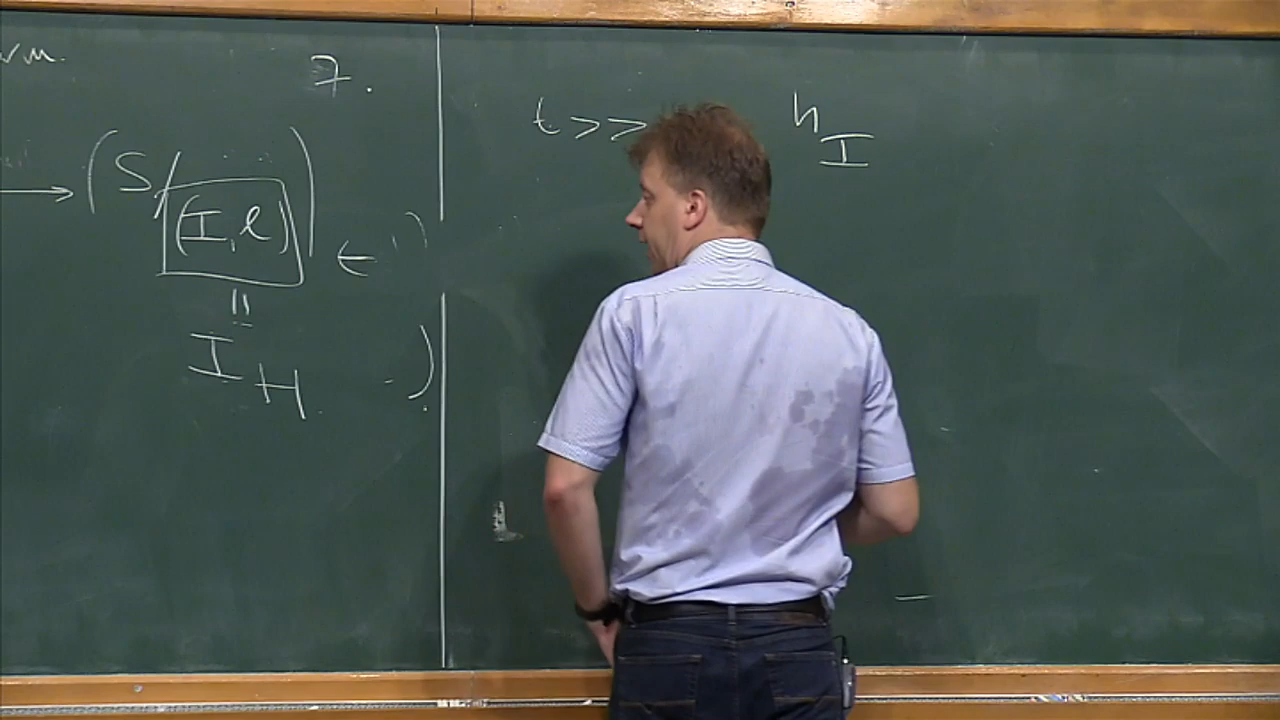 7.
→ (S/(I,ℓ))
←
"
I_H
)
t >>
h_I